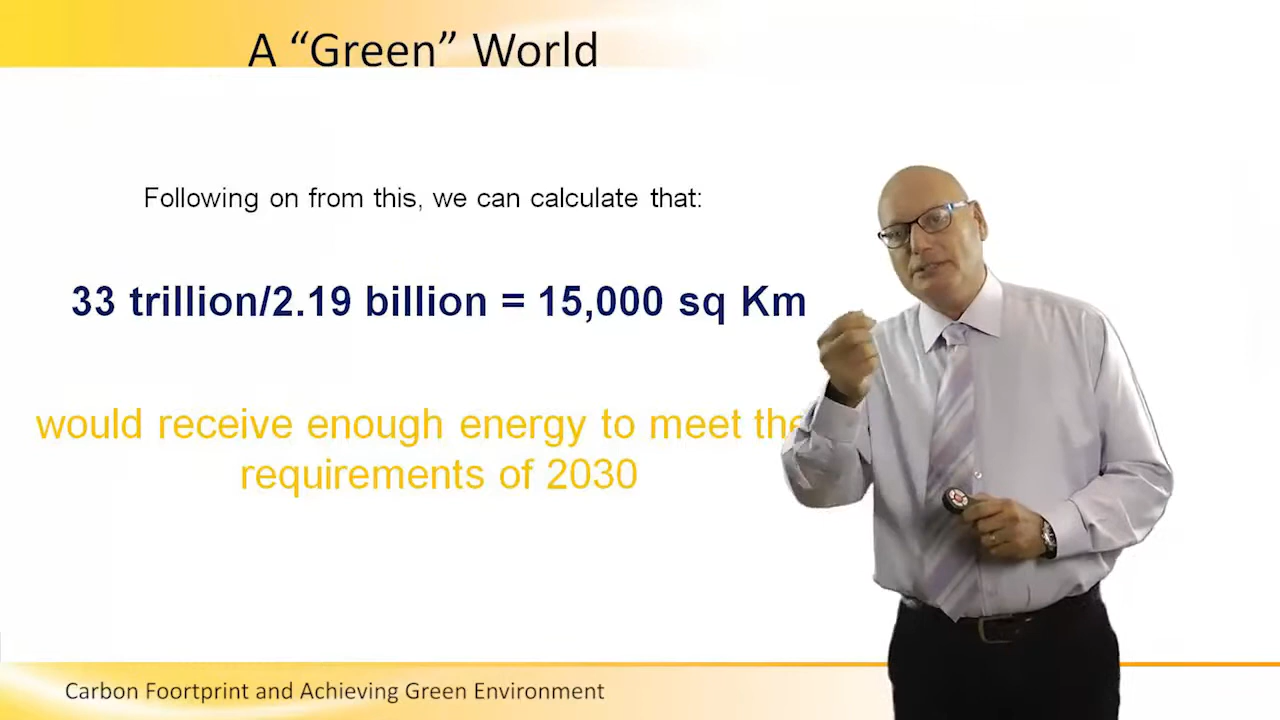 A “Green” World
Following on from this, we can calculate that:
33 trillion/2.19 billion = 15,000 sq Km
would receive enough energy to meet the
requirements of 2030
Carbon Foortprint and Achieving Green Environment